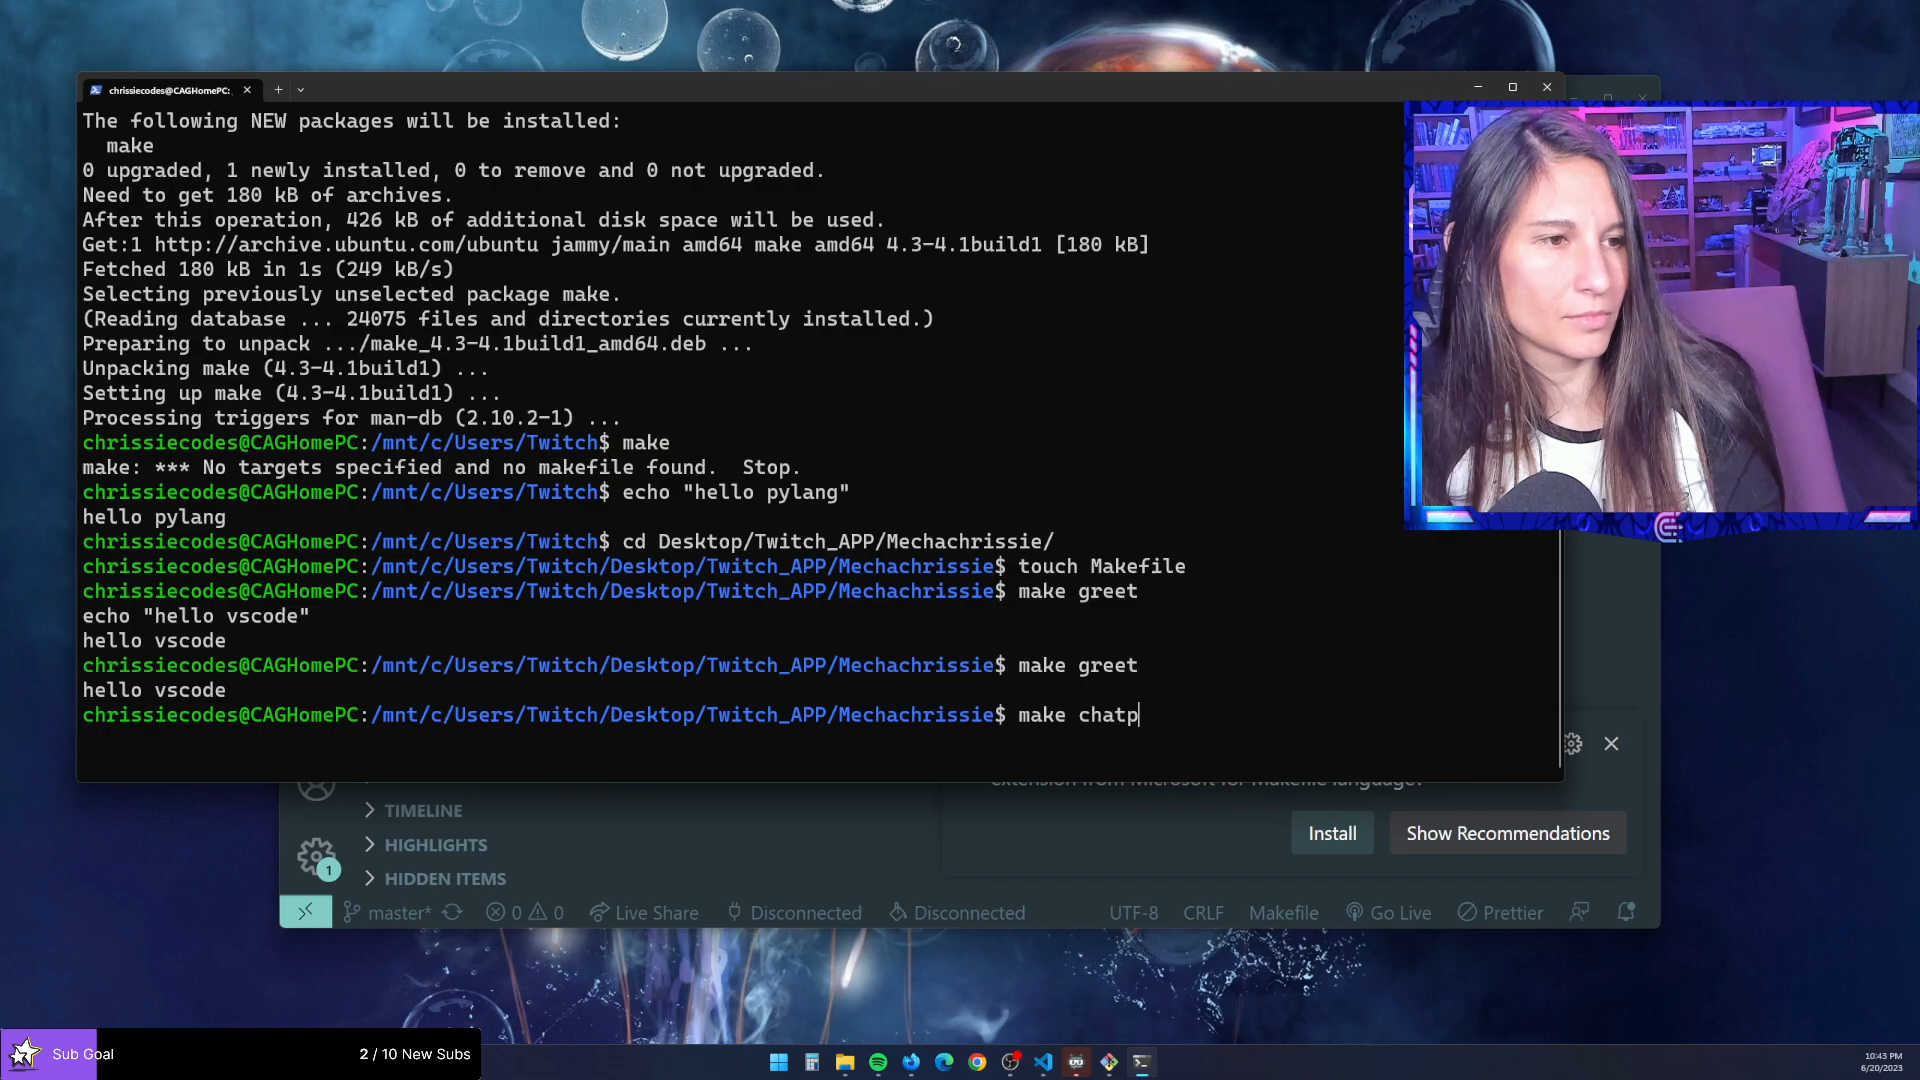 chrissiecodes@CAGHomePC:
The following NEW packages will be installed:
make
0 upgraded, 1 newly installed, 0 to remove and 0 not upgraded.
Need to get 180 kB of archives.
After this operation, 426 kB of additional disk space will be used.
Get:1 http://archive.ubuntu.com/ubuntu jammy/main amd64 make amd64 4.3-4.1build1 [180 kB]
Fetched 180 kB in 1s (249 kB/s)
Selecting previously unselected package make.
(Reading database ... 24075 files and directories currently installed.)
Preparing to unpack .../make_4.3-4.1build1_amd64.deb ...
Unpacking make (4.3-4.1build1) ...
Setting up make (4.3-4.1build1) ...
Processing triggers for man-db (2.10.2-1) ...
chrissiecodes@CAGHomePC:/mnt/c/Users/Twitch$ make
make: *** No targets specified and no makefile found.  Stop.
chrissiecodes@CAGHomePC:/mnt/c/Users/Twitch$ echo "hello pylang"
hello pylang
chrissiecodes@CAGHomePC:/mnt/c/Users/Twitch$ cd Desktop/Twitch_APP/Mechachrissie/
chrissiecodes@CAGHomePC:/mnt/c/Users/Twitch/Desktop/Twitch_APP/Mechachrissie$ touch Makefile
chrissiecodes@CAGHomePC:/mnt/c/Users/Twitch/Desktop/Twitch_APP/Mechachrissie$ make greet
echo "hello vscode"
hello vscode
chrissiecodes@CAGHomePC:/mnt/c/Users/Twitch/Desktop/Twitch_APP/Mechachrissie$ make greet
hello vscode
chrissiecodes@CAGHomePC:/mnt/c/Users/Twitch/Desktop/Twitch_APP/Mechachrissie$ make chatp
extension from Microsoft for Makefile language?
TIMELINE
HIGHLIGHTS
HIDDEN ITEMS
Install
Show Recommendations
1
master*
0 0
Live Share
Disconnected
Disconnected
UTF-8
CRLF
Makefile
Go Live
Prettier
Sub Goal
2 / 10 New Subs
10:43 PM
6/20/2023